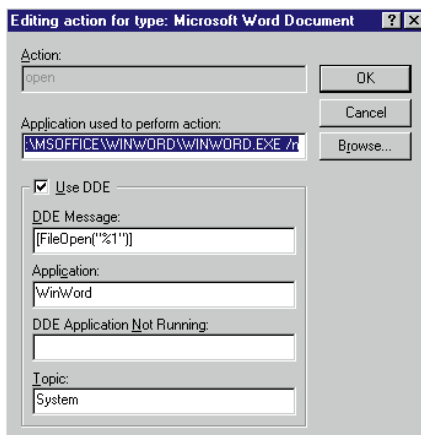 Editing action for type: Microsoft Word Document
Action:
open
OK
Application used to perform action:
Cancel
:\MSOFFICE\WINWORD\WINWORD.EXE /n
Browse...
Use DDE
DDE Message:
[FileOpen("%1")]
Application:
WinWord
DDE Application Not Running:
Topic:
System